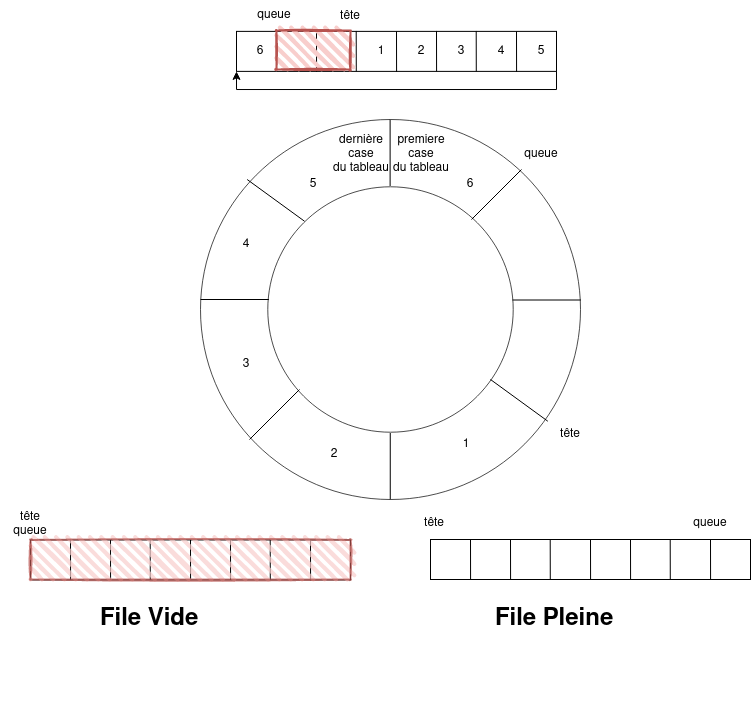 queue
tête
6
1
2
3
4
5
dernière
case
du tableau
premiere
case
du tableau
queue
5
6
4
3
tête
1
2
tête
queue
tête
queue
File Vide
File Pleine